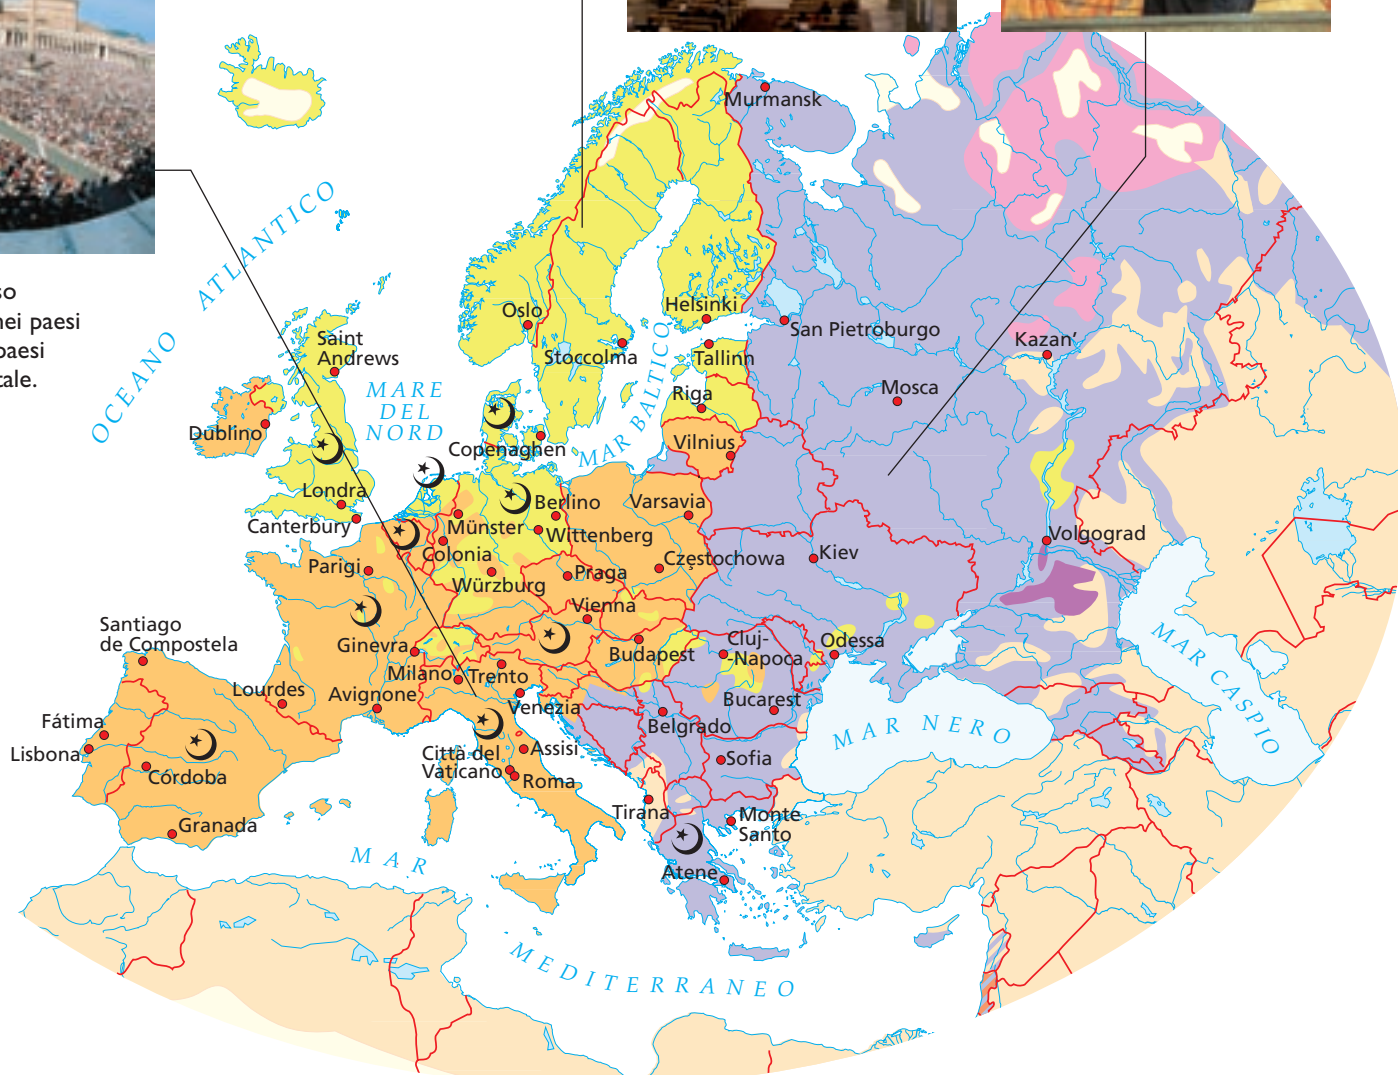 so
nei paesi
paesi
tale.
OCEANO ATLANTICO
MARE
DEL
NORD
MAR BALTICO
MAR NERO
MAR CASPIO
MAR
MEDITERRANEO
Murmansk
Oslo
Helsinki
San Pietroburgo
Stoccolma
Tallinn
Kazan’
Saint
Andrews
Riga
Mosca
Dublino
Copenaghen
Vilnius
Londra
Berlino
Varsavia
Canterbury
Münster
Wittenberg
Volgograd
Colonia
Częstochowa
Kiev
Parigi
Würzburg
Praga
Vienna
Santiago
de Compostela
Ginevra
Budapest
Cluj-
-Napoca
Odessa
Milano
Trento
Lourdes
Avignone
Venezia
Bucarest
Fátima
Belgrado
Lisbona
Città del
Vaticano
Assisi
Sofia
Córdoba
Roma
Tirana
Monte
Santo
Granada
Atene